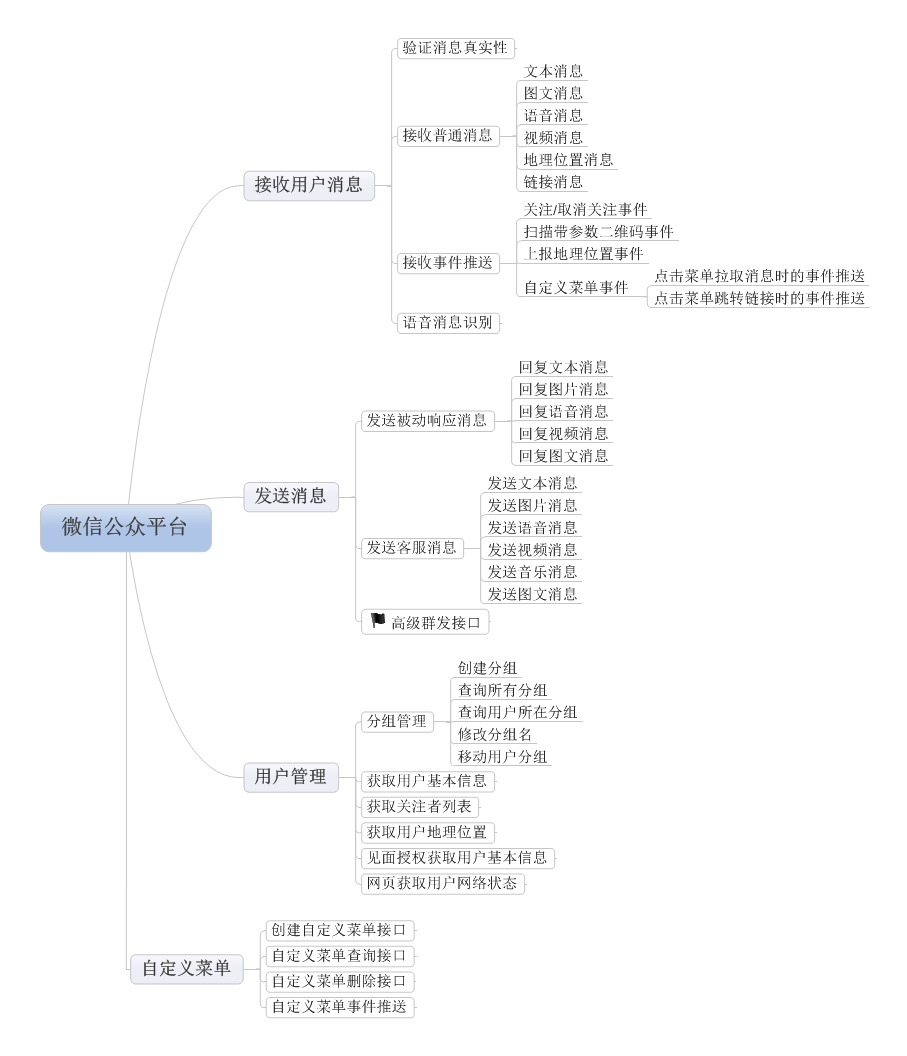 微信公众平台
接收用户消息
验证消息真实性
接收普通消息
文本消息
图文消息
语音消息
视频消息
地理位置消息
链接消息
接收事件推送
关注/取消关注事件
扫描带参数二维码事件
上报地理位置事件
自定义菜单事件
点击菜单拉取消息时的事件推送
点击菜单跳转链接时的事件推送
语音消息识别
发送消息
发送被动响应消息
回复文本消息
回复图片消息
回复语音消息
回复视频消息
回复图文消息
发送客服消息
发送文本消息
发送图片消息
发送语音消息
发送视频消息
发送音乐消息
发送图文消息
高级群发接口
用户管理
分组管理
创建分组
查询所有分组
查询用户所在分组
修改分组名
移动用户分组
获取用户基本信息
获取关注者列表
获取用户地理位置
见面授权获取用户基本信息
网页获取用户网络状态
自定义菜单
创建自定义菜单接口
自定义菜单查询接口
自定义菜单删除接口
自定义菜单事件推送